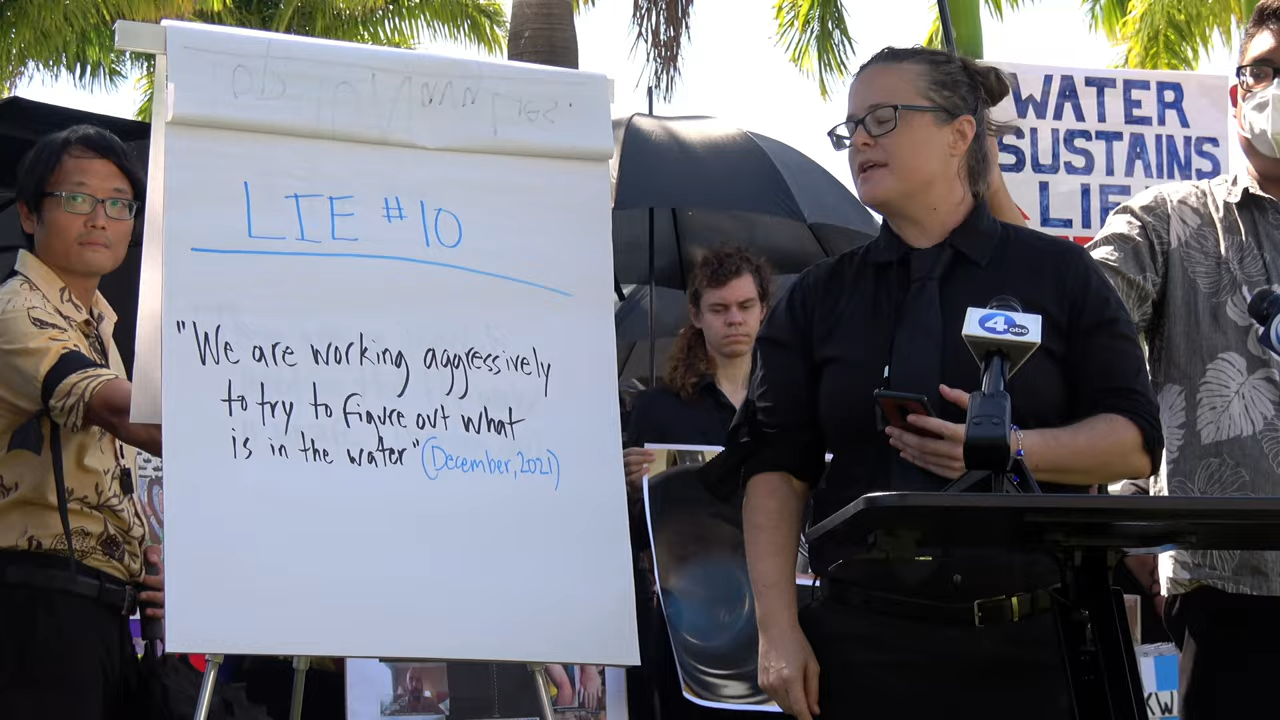 LIE #10
"We are working aggressively
to try to figure out what
is in the water" (December, 2021)
WATER
SUSTAINS
4 abc
KW